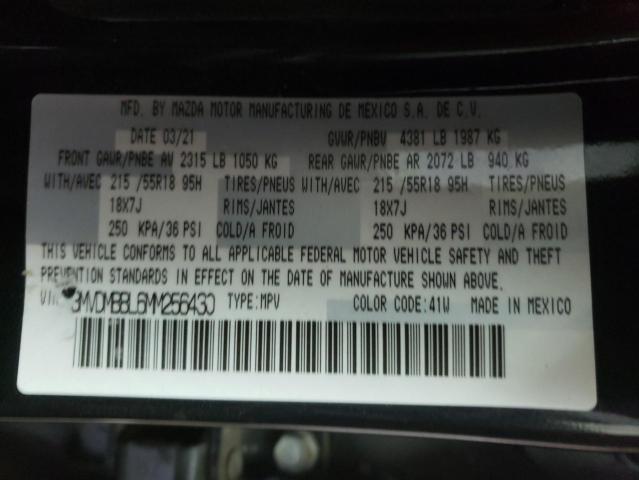 MFD. BY MAZDA MOTOR MANUFACTURING DE MEXICO S.A. DE C.V.
DATE 03/21 GVWR/PNBV 4381 LB 1987 KG
FRONT GAWR/PNBE AV 2315 LB 1050 KG REAR GAWR/PNBE AR 2072 LB 940 KG
WITH/AVEC 215 /55R18 95H TIRES/PNEUS WITH/AVEC 215 /55R18 95H TIRES/PNEUS
18X7J RIMS/JANTES 18X7J RIMS/JANTES
250 KPA/36 PSI COLD/A FROID 250 KPA/36 PSI COLD/A FROID
THIS VEHICLE CONFORMS TO ALL APPLICABLE FEDERAL MOTOR VEHICLE SAFETY AND THEFT
PREVENTION STANDARDS IN EFFECT ON THE DATE OF MANUFACTURE SHOWN ABOVE.
VIN: 3MVDMBBL6MM256430 TYPE:MPV COLOR CODE:41W MADE IN MEXICO